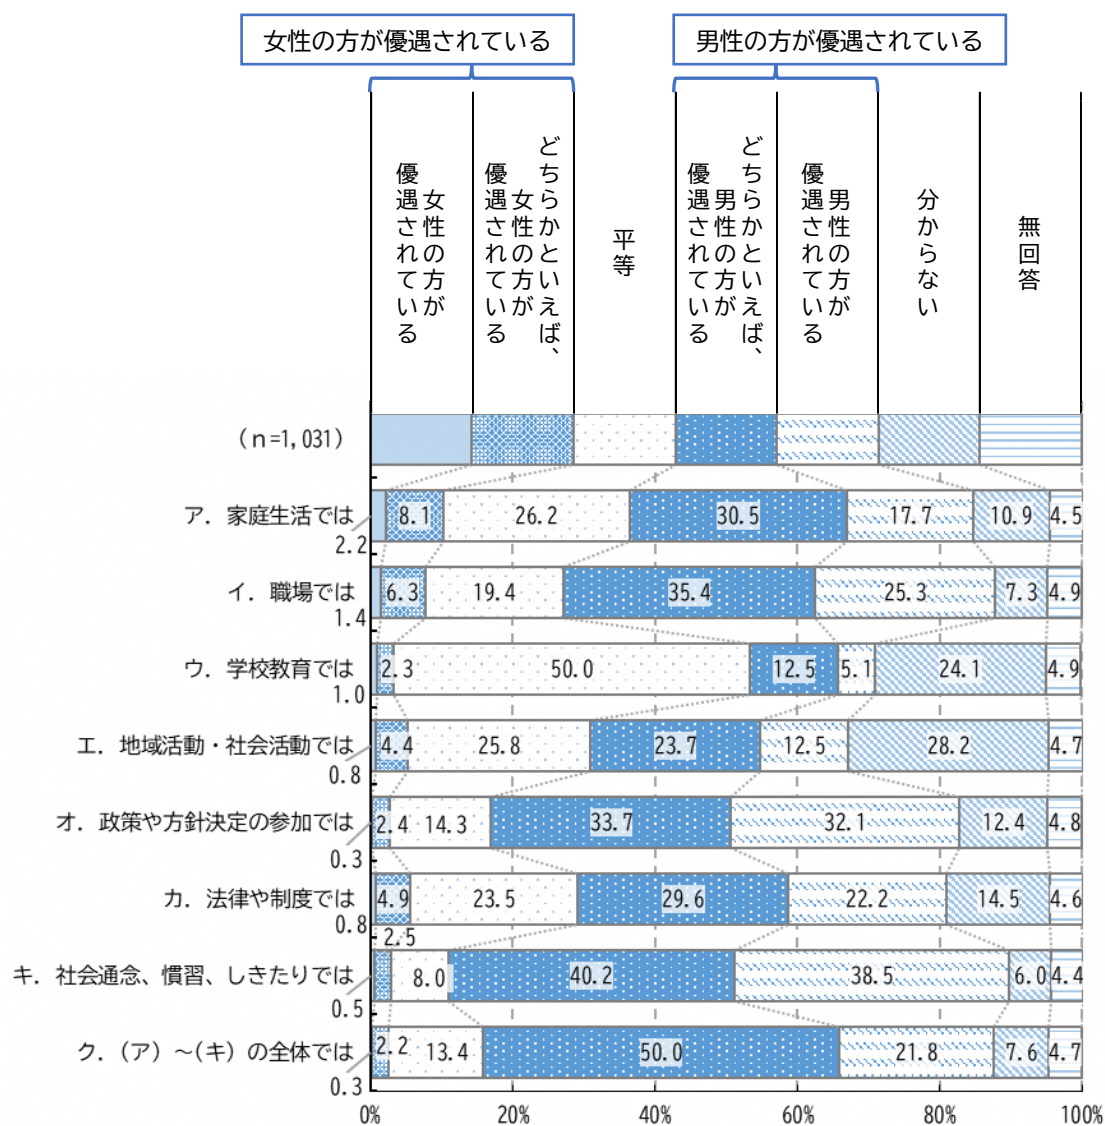 女性の方が優遇されている
男性の方が優遇されている
女性の方が
優遇されている
どちらかといえば、
女性の方が
優遇されている
平等
どちらかといえば、
男性の方が
優遇されている
男性の方が
優遇されている
分からない
無回答
(n=1,031)
ア．家庭生活では
2.2 8.1 26.2 30.5 17.7 10.9 4.5
イ．職場では
1.4 6.3 19.4 35.4 25.3 7.3 4.9
ウ．学校教育では
1.0 2.3 50.0 12.5 5.1 24.1 4.9
エ．地域活動・社会活動では
0.8 4.4 25.8 23.7 12.5 28.2 4.7
オ．政策や方針決定の参加では
0.3 2.4 14.3 33.7 32.1 12.4 4.8
カ．法律や制度では
0.8 4.9 23.5 29.6 22.2 14.5 4.6
キ．社会通念、慣習、しきたりでは
0.5 2.5 8.0 40.2 38.5 6.0 4.4
ク．（ア）～（キ）の全体では
0.3 2.2 13.4 50.0 21.8 7.6 4.7
0% 20% 40% 60% 80% 100%